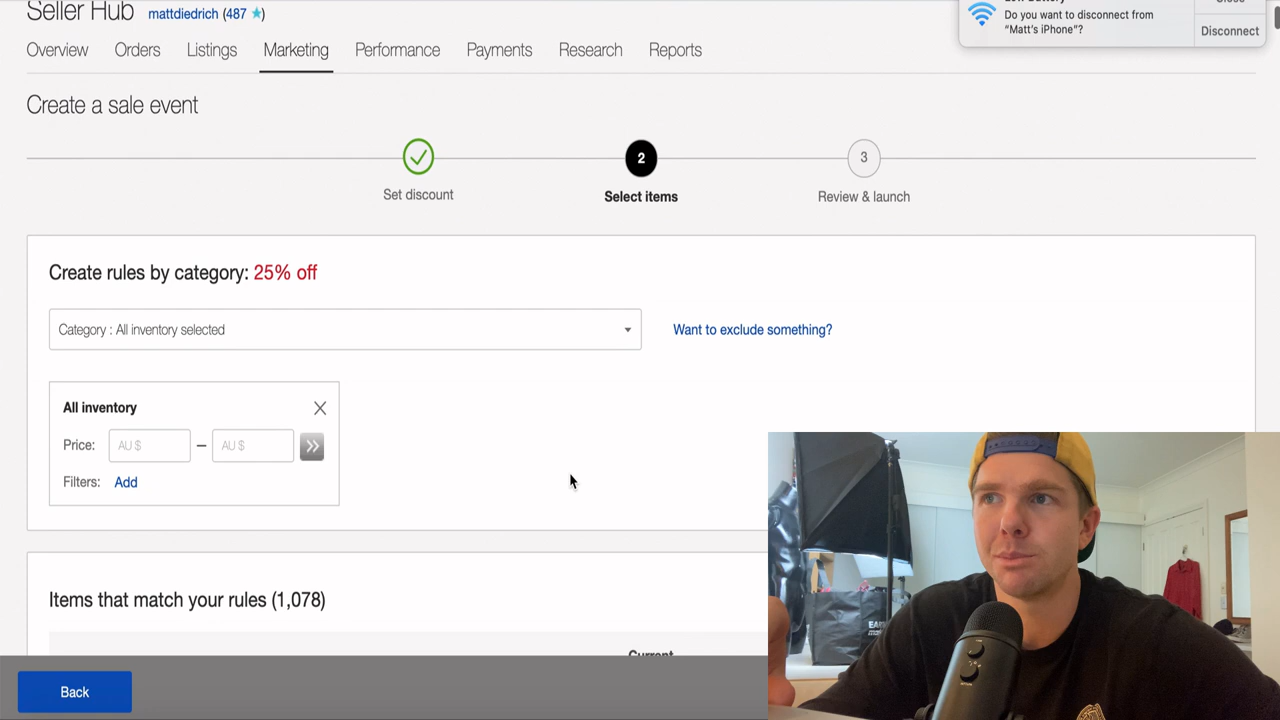 Seller Hub mattdiedrich (487 ★)
Do you want to disconnect from
"Matt's iPhone"?
Disconnect
Overview Orders Listings Marketing Performance Payments Research Reports
Create a sale event
2 3
Set discount Select items Review & launch
Create rules by category: 25% off
Category : All inventory selected
Want to exclude something?
All inventory
Price: AU $ – AU $
Filters: Add
Items that match your rules (1,078)
Current
Back